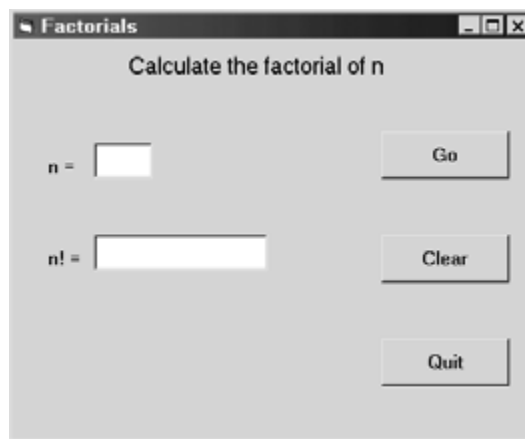 Factorials
Calculate the factorial of n
n =
Go
n! =
Clear
Quit